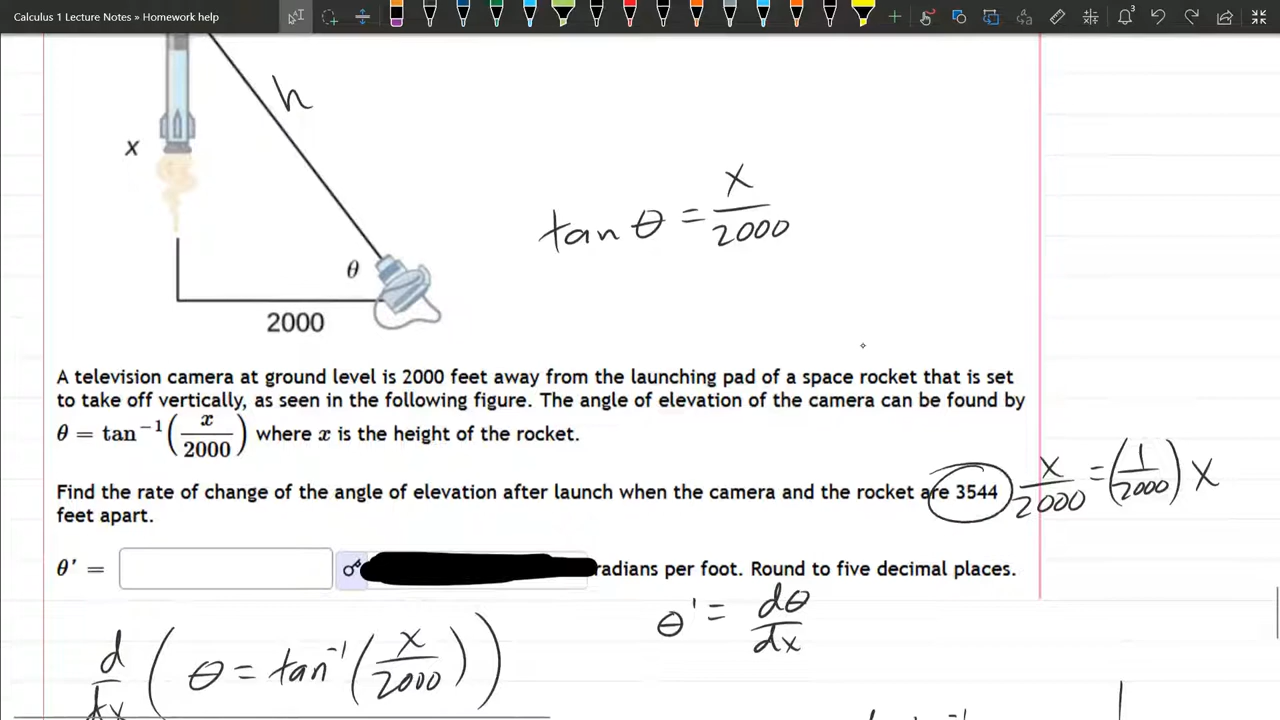 Calculus 1 Lecture Notes » Homework help
3
h
x
tan θ = x/2000
θ
2000
A television camera at ground level is 2000 feet away from the launching pad of a space rocket that is set
to take off vertically, as seen in the following figure. The angle of elevation of the camera can be found by
θ = tan⁻¹(x/2000) where x is the height of the rocket.
Find the rate of change of the angle of elevation after launch when the camera and the rocket are 3544
feet apart.
x/2000 = (1/2000) x
θ' =
radians per foot. Round to five decimal places.
θ' = dθ/dx
d/dx (θ = tan⁻¹(x/2000))